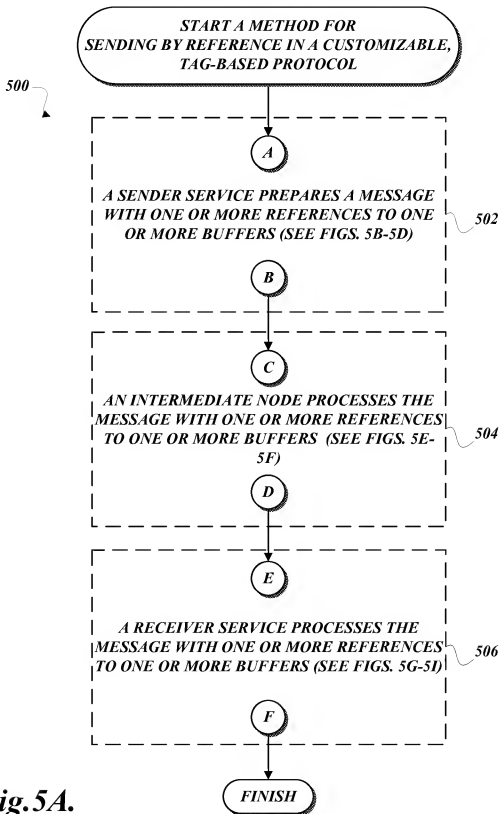 START A METHOD FOR
SENDING BY REFERENCE IN A CUSTOMIZABLE,
TAG-BASED PROTOCOL
500
A
A SENDER SERVICE PREPARES A MESSAGE
WITH ONE OR MORE REFERENCES TO ONE
OR MORE BUFFERS (SEE FIGS. 5B-5D)
502
B
C
AN INTERMEDIATE NODE PROCESSES THE
MESSAGE WITH ONE OR MORE REFERENCES
TO ONE OR MORE BUFFERS (SEE FIGS. 5E-
5F)
504
D
E
A RECEIVER SERVICE PROCESSES THE
MESSAGE WITH ONE OR MORE REFERENCES
TO ONE OR MORE BUFFERS (SEE FIGS. 5G-5I)
506
F
FINISH
ig.5A.